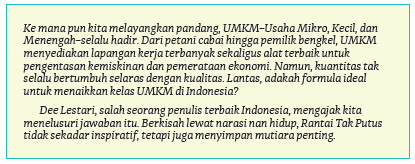 Ke mana pun kita melayangkan pandang, UMKM–Usaha Mikro, Kecil, dan
Menengah–selalu hadir. Dari petani cabai hingga pemilik bengkel, UMKM
menyediakan lapangan kerja terbanyak sekaligus alat terbaik untuk
pengentasan kemiskinan dan pemerataan ekonomi. Namun, kuantitas tak
selalu bertumbuh selaras dengan kualitas. Lantas, adakah formula ideal
untuk menaikkan kelas UMKM di Indonesia?
Dee Lestari, salah seorang penulis terbaik Indonesia, mengajak kita
menelusuri jawaban itu. Berkisah lewat narasi nan hidup, Rantai Tak Putus
tidak sekadar inspiratif, tetapi juga menyimpan mutiara penting.